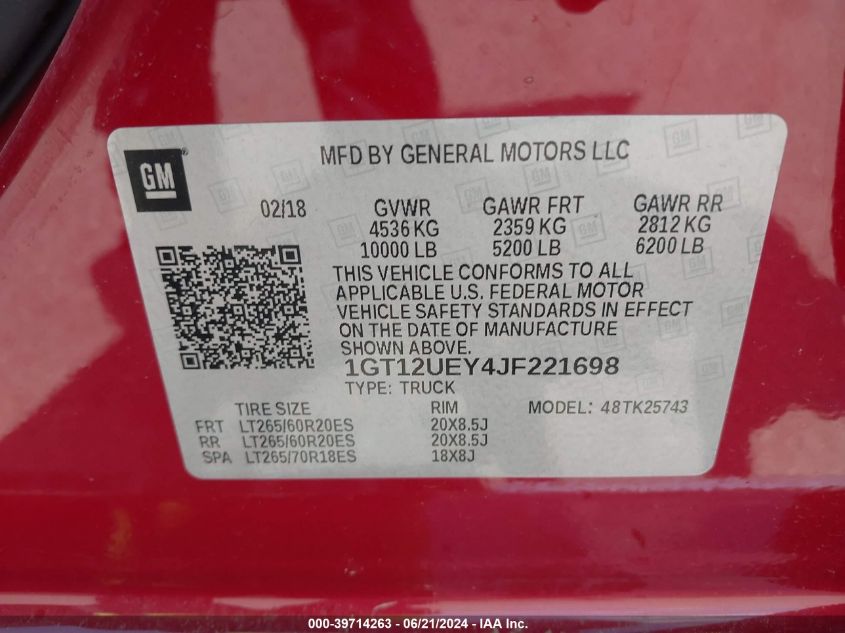 GM
MFD BY GENERAL MOTORS LLC
02/18 GVWR GAWR FRT GAWR RR
4536 KG 2359 KG 2812 KG
10000 LB 5200 LB 6200 LB
THIS VEHICLE CONFORMS TO ALL
APPLICABLE U.S. FEDERAL MOTOR
VEHICLE SAFETY STANDARDS IN EFFECT
ON THE DATE OF MANUFACTURE
SHOWN ABOVE.
1GT12UEY4JF221698
TYPE: TRUCK
TIRE SIZE RIM MODEL: 48TK25743
FRT LT265/60R20ES 20X8.5J
RR LT265/60R20ES 20X8.5J
SPA LT265/70R18ES 18X8J
000-39714263 - 06/21/2024 - IAA Inc.